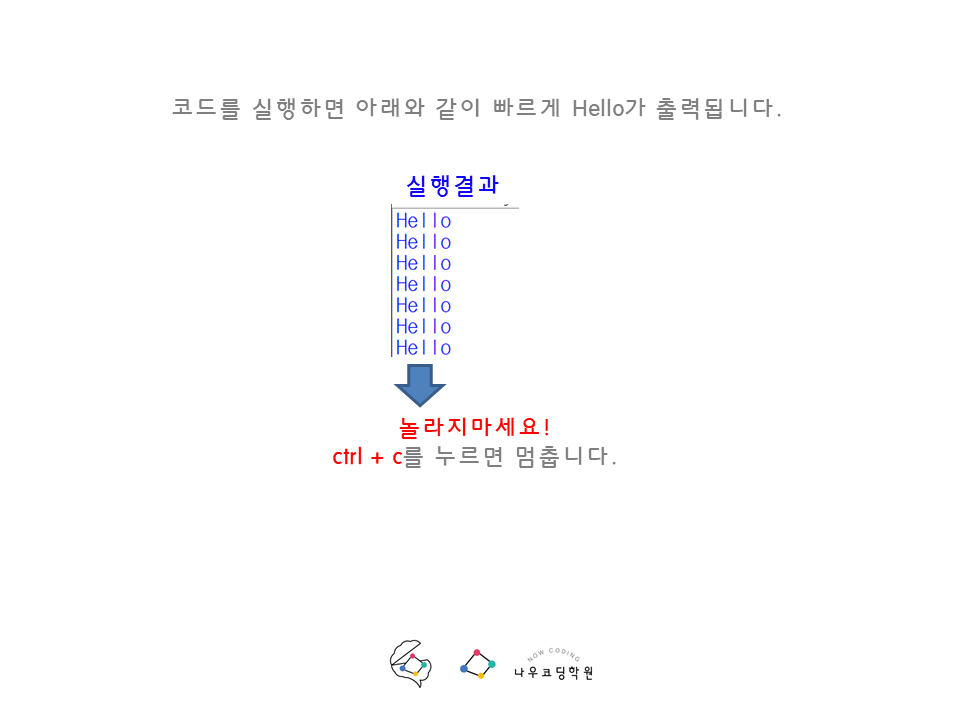 코드를 실행하면 아래와 같이 빠르게 Hello가 출력됩니다.
실행결과
Hello
Hello
Hello
Hello
Hello
Hello
Hello
놀라지마세요!
ctrl + c를 누르면 멈춥니다.
NOW CODING
나우코딩학원